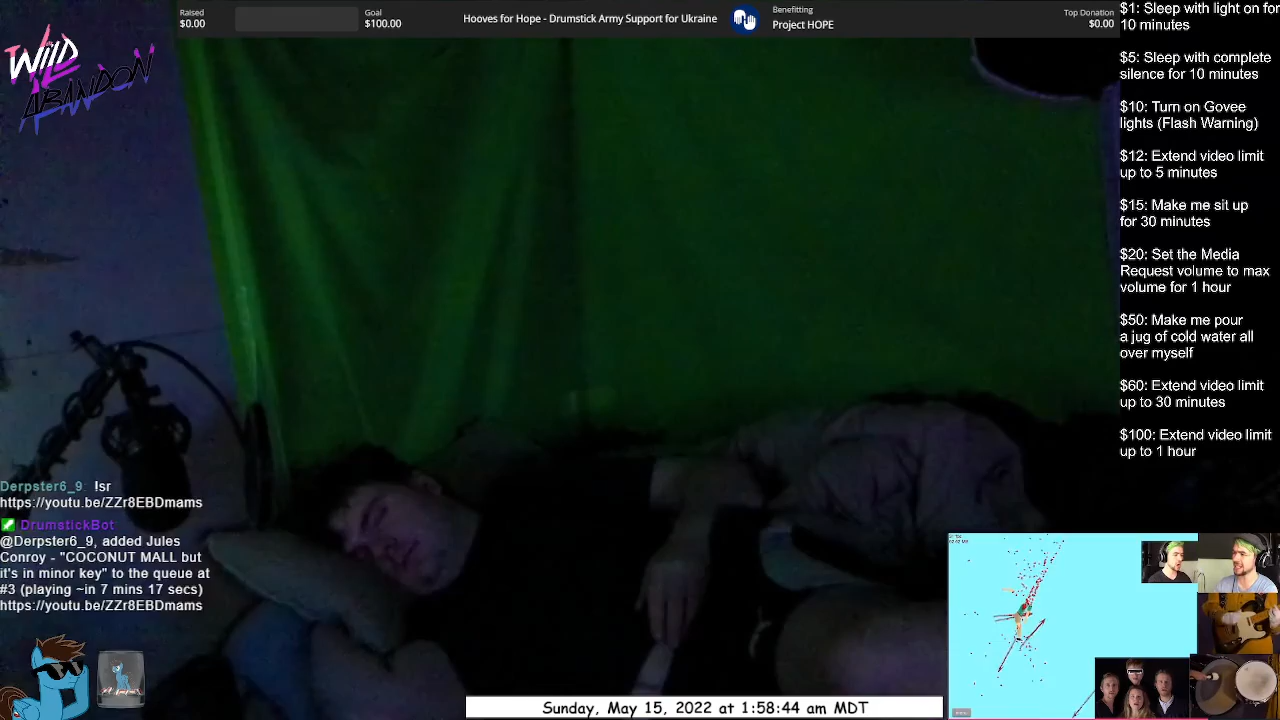 Raised
$0.00
Goal
$100.00
Hooves for Hope - Drumstick Army Support for Ukraine
Benefitting
Project HOPE
Top Donation
$0.00
WILD
ABANDON
$1: Sleep with light on for
10 minutes
$5: Sleep with complete
silence for 10 minutes
$10: Turn on Govee
lights (Flash Warning)
$12: Extend video limit
up to 5 minutes
$15: Make me sit up
for 30 minutes
$20: Set the Media
Request volume to max
volume for 1 hour
$50: Make me pour
a jug of cold water all
over myself
$60: Extend video limit
up to 30 minutes
$100: Extend video limit
up to 1 hour
Derpster6_9: !sr
https://youtu.be/ZZr8EBDmams
DrumstickBot
@Derpster6_9, added Jules
Conroy - "COCONUT MALL but
it's in minor key" to the queue at
#3 (playing ~in 7 mins 17 secs)
https://youtu.be/ZZr8EBDmams
Sunday, May 15, 2022 at 1:58:44 am MDT